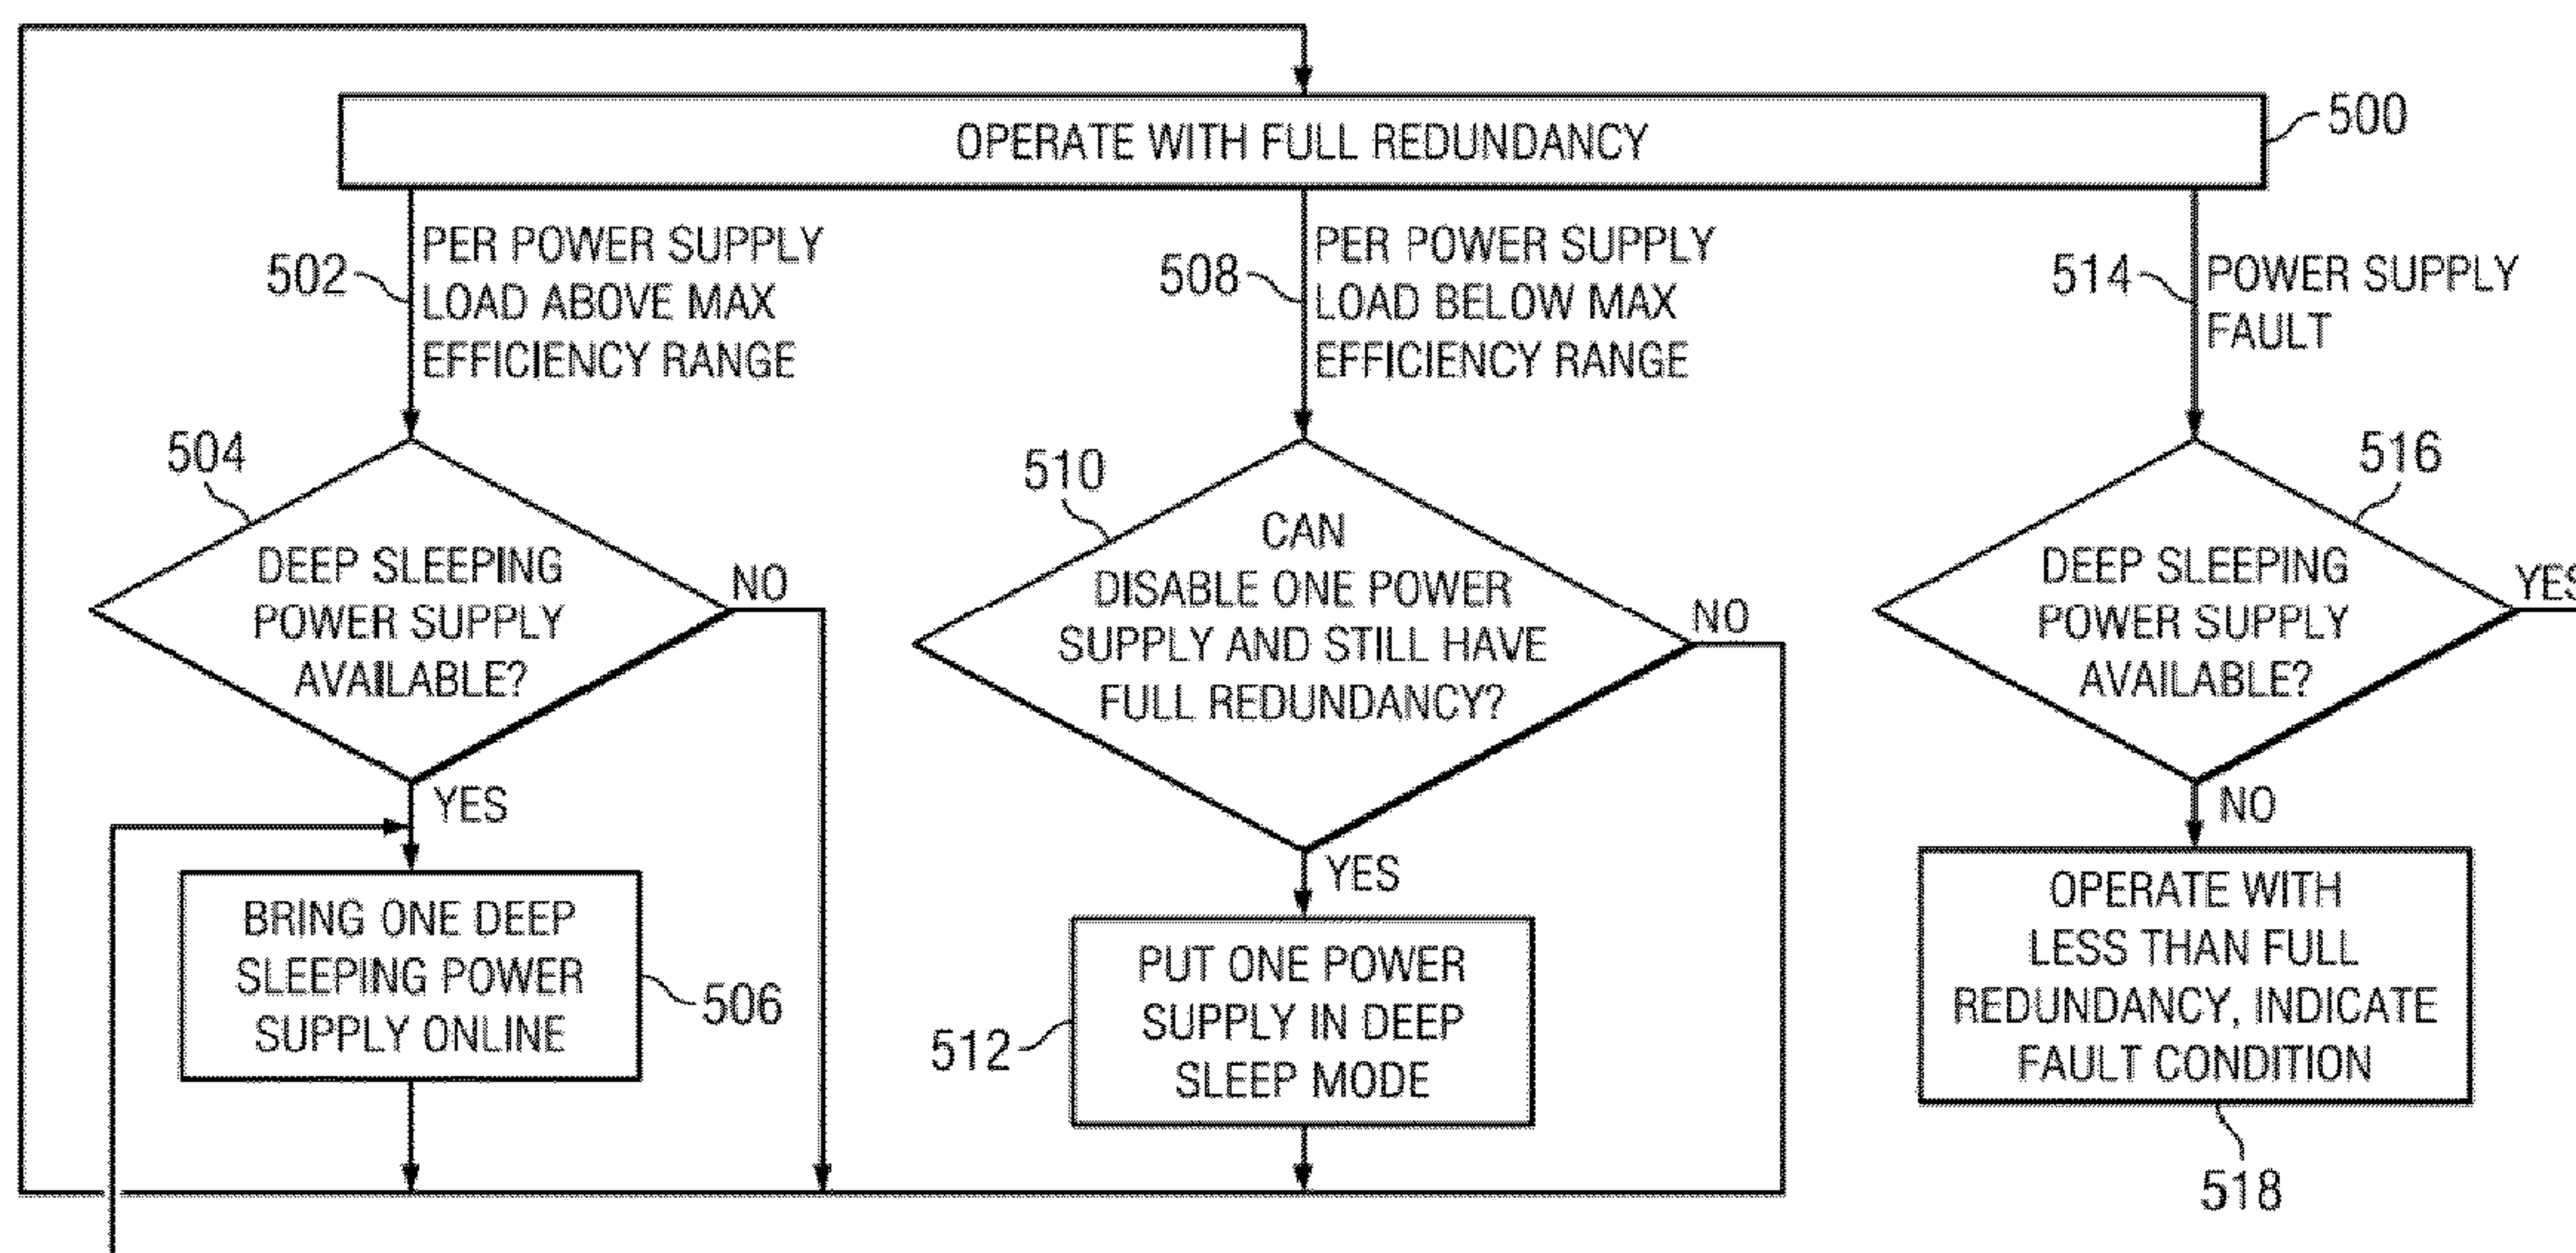 OPERATE WITH FULL REDUNDANCY
500
502
PER POWER SUPPLY
LOAD ABOVE MAX
EFFICIENCY RANGE
508
PER POWER SUPPLY
LOAD BELOW MAX
EFFICIENCY RANGE
514
POWER SUPPLY
FAULT
504
DEEP SLEEPING
POWER SUPPLY
AVAILABLE?
NO
YES
510
CAN
DISABLE ONE POWER
SUPPLY AND STILL HAVE
FULL REDUNDANCY?
NO
YES
516
DEEP SLEEPING
POWER SUPPLY
AVAILABLE?
YES
NO
BRING ONE DEEP
SLEEPING POWER
SUPPLY ONLINE
506
512
PUT ONE POWER
SUPPLY IN DEEP
SLEEP MODE
OPERATE WITH
LESS THAN FULL
REDUNDANCY, INDICATE
FAULT CONDITION
518